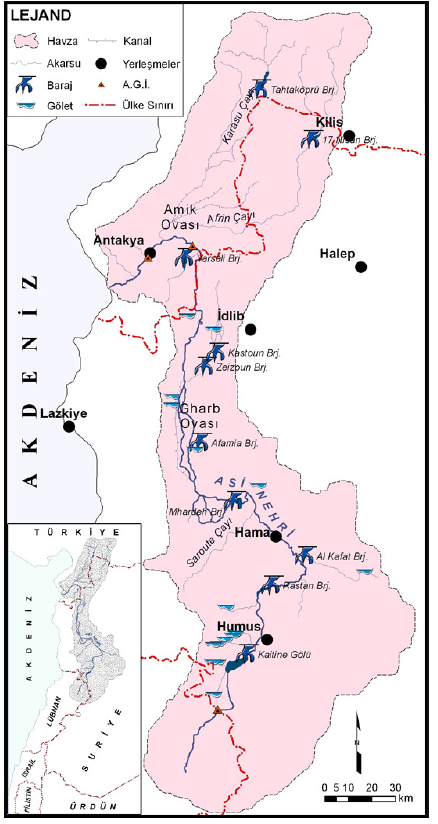 LEJAND
Havza
Kanal
Akarsu
Yerleşmeler
Baraj
A.G.İ.
Gölet
Ülke Sınırı
Tahtaköprü Brj.
Karasu Çayı
Kilis
17 Nisan Brj.
Amik
Ovası
Afrin Çayı
Antakya
Yarseli Brj.
Halep
AKDENİZ
İdlib
Kastoun Brj.
Zeizoun Brj.
Lazkiye
Gharb
Ovası
Afamia Brj.
ASİ NEHRİ
Mhardeh Brj.
Saroute Çayı
Hama
Al Kafat Brj.
Rastan Brj.
Humus
Kattine Gölü
TÜRKİYE
AKDENİZ
LÜBNAN
SURİYE
İSRAİL
FİLİSTİN
ÜRDÜN
N
0 5 10 20 30
km